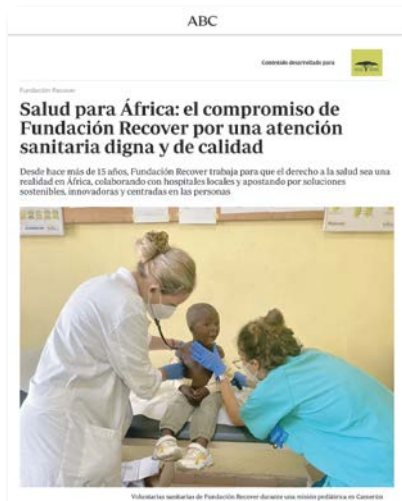 ABC
Contenido desarrollado para
Fundación Recover
Salud para África: el compromiso de
Fundación Recover por una atención
sanitaria digna y de calidad
Desde hace más de 15 años, Fundación Recover trabaja para que el derecho a la salud sea una
realidad en África, colaborando con hospitales locales y apostando por soluciones
sostenibles, innovadoras y centradas en las personas
Voluntarias sanitarias de Fundación Recover durante una misión pediátrica en Camerún